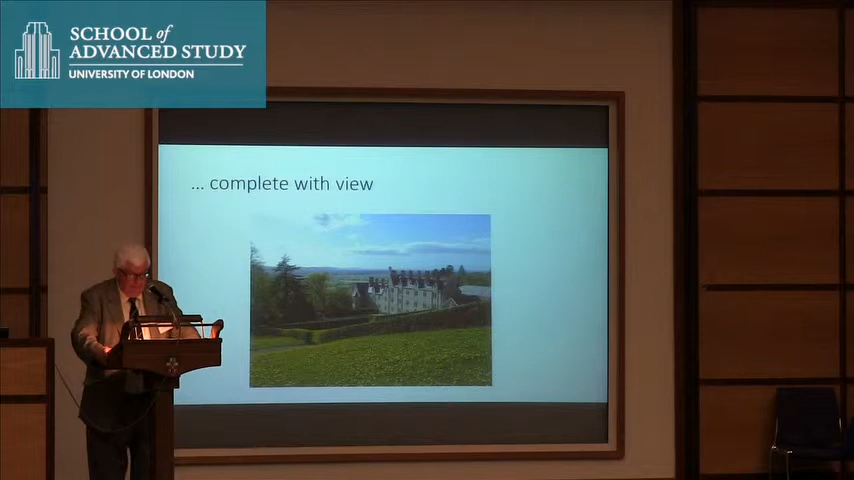 SCHOOL of
ADVANCED STUDY
UNIVERSITY OF LONDON
... complete with view